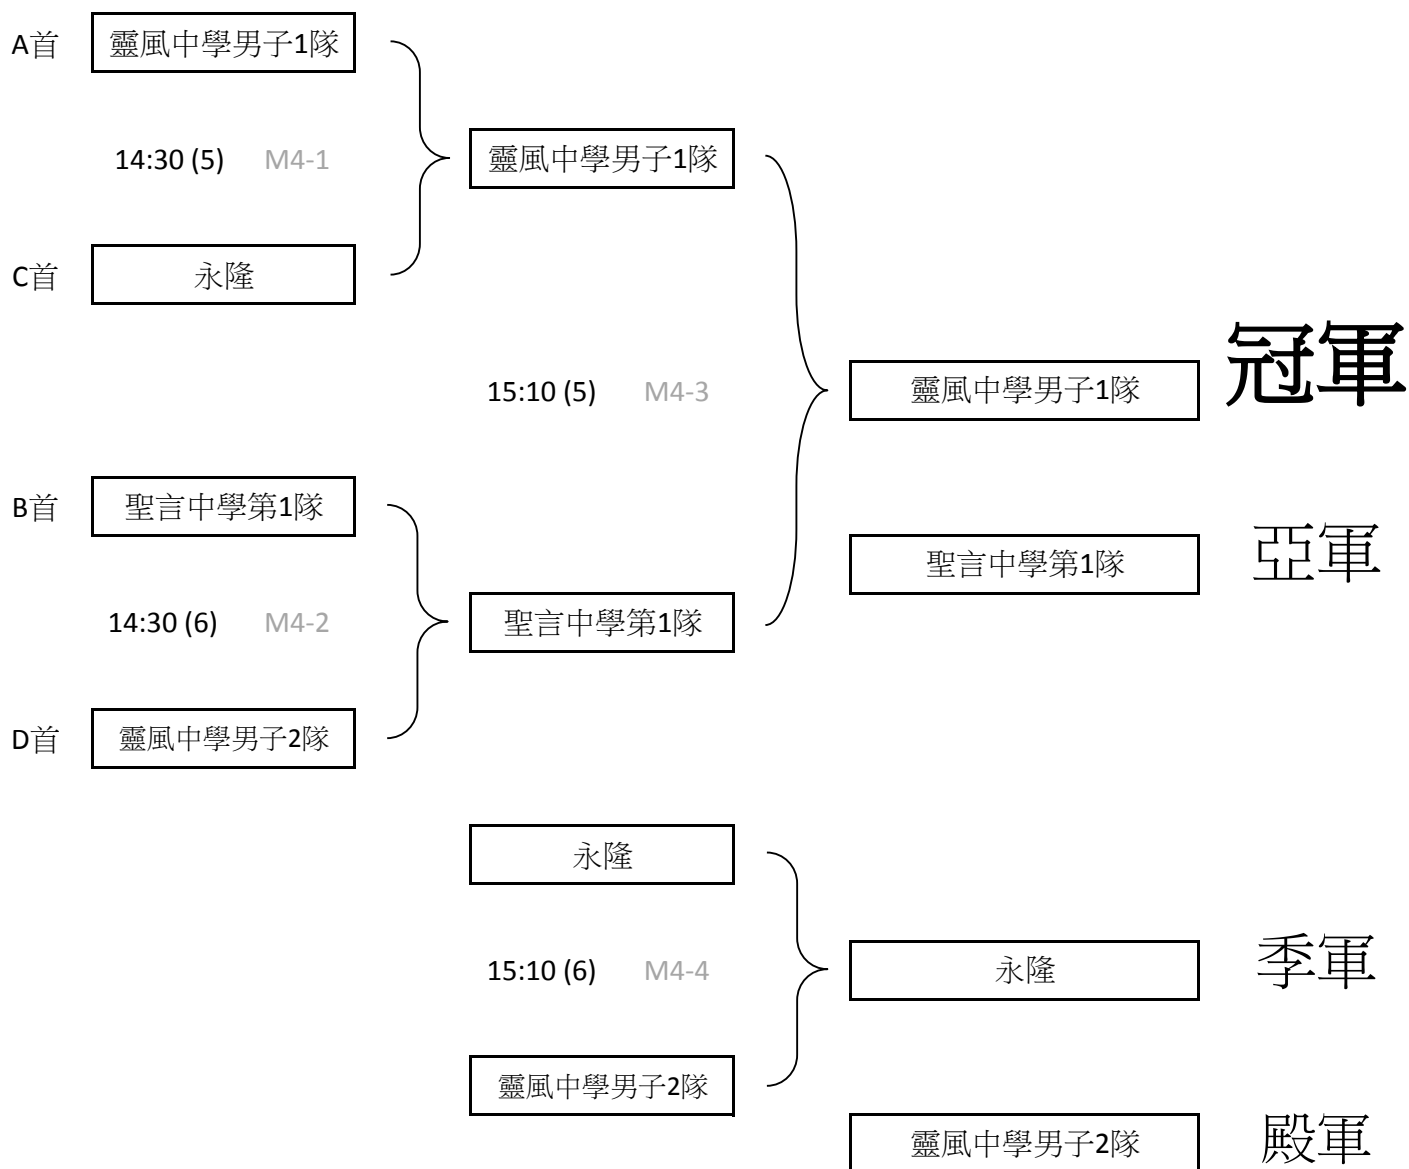 A首 靈風中學男子1隊
14:30 (5) M4-1
靈風中學男子1隊
C首 永隆
15:10 (5) M4-3
靈風中學男子1隊 冠軍
B首 聖言中學第1隊
聖言中學第1隊 亞軍
14:30 (6) M4-2
聖言中學第1隊
D首 靈風中學男子2隊
永隆
15:10 (6) M4-4
永隆 季軍
靈風中學男子2隊
靈風中學男子2隊 殿軍